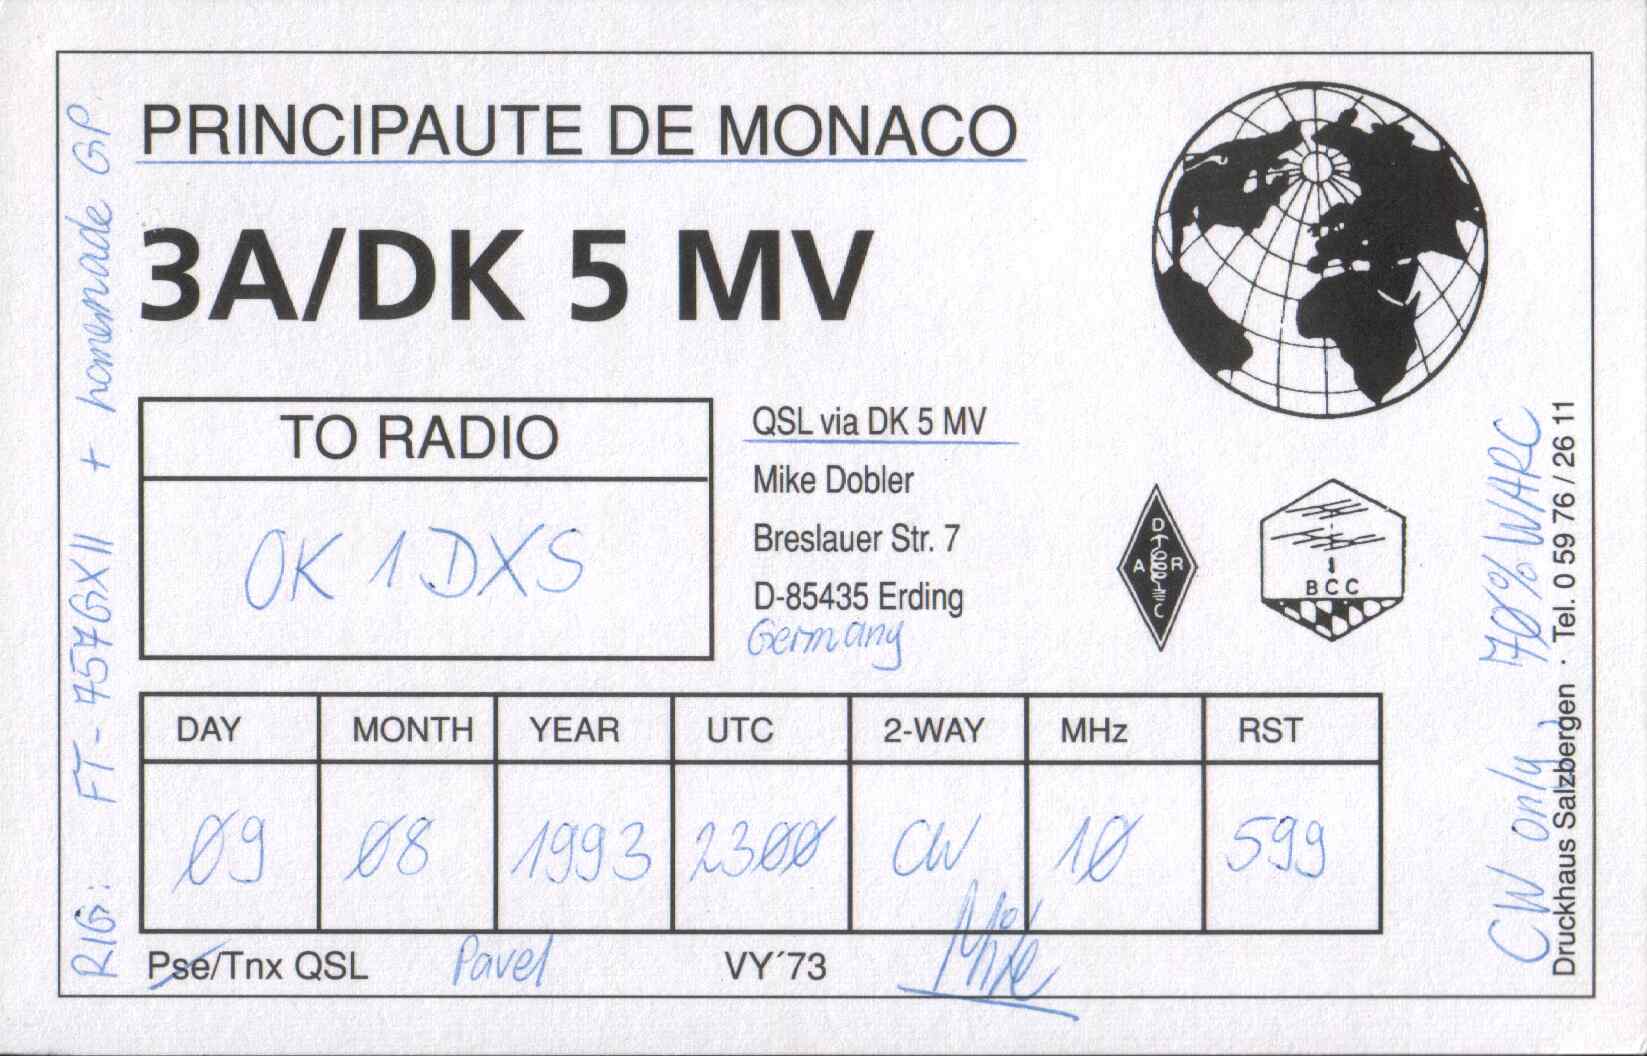 PRINCIPAUTE DE MONACO
3A/DK 5 MV
TO RADIO
OK 1 DXS
QSL via DK 5 MV
Mike Dobler
Breslauer Str. 7
D-85435 Erding
Germany
D
A R
C
BCC
DAY MONTH YEAR UTC 2-WAY MHz RST
09 08 1993 2300 CW 10 599
Pse/Tnx QSL Pavel VY´73 Mike
RIG: FT-757GXII + homemade GP.
CW only, 70% WARC
Druckhaus Salzbergen · Tel. 0 59 76 / 26 11